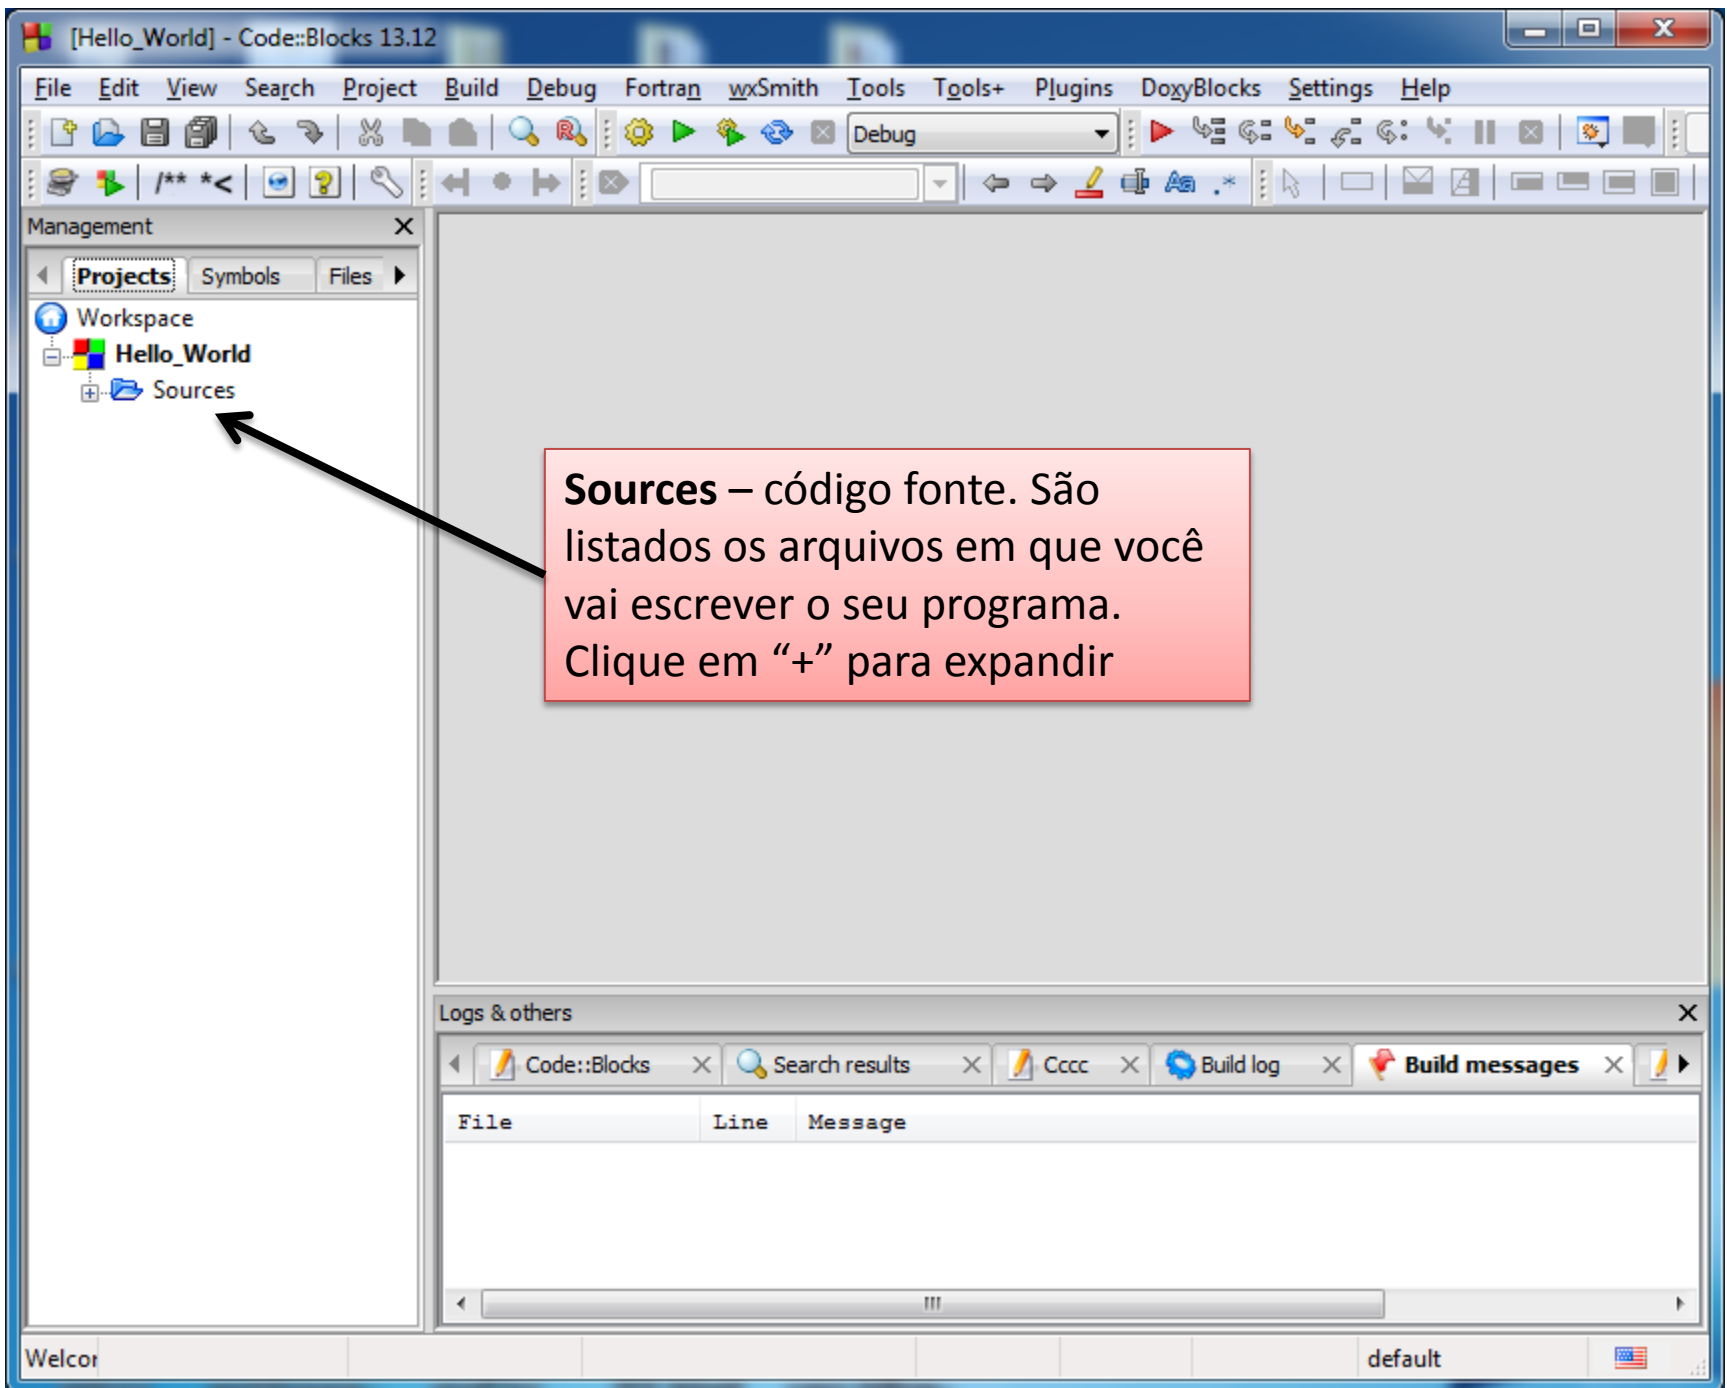 [Hello_World] - Code::Blocks 13.12
File Edit View Search Project Build Debug Fortran wxSmith Tools Tools+ Plugins DoxyBlocks Settings Help
Debug
/** *<
Aa .*
Management
Projects Symbols Files
Workspace
Hello_World
Sources
Sources – código fonte. São
listados os arquivos em que você
vai escrever o seu programa.
Clique em “+” para expandir
Logs & others
Code::Blocks Search results Cccc Build log Build messages
File Line Message
Welcor
default